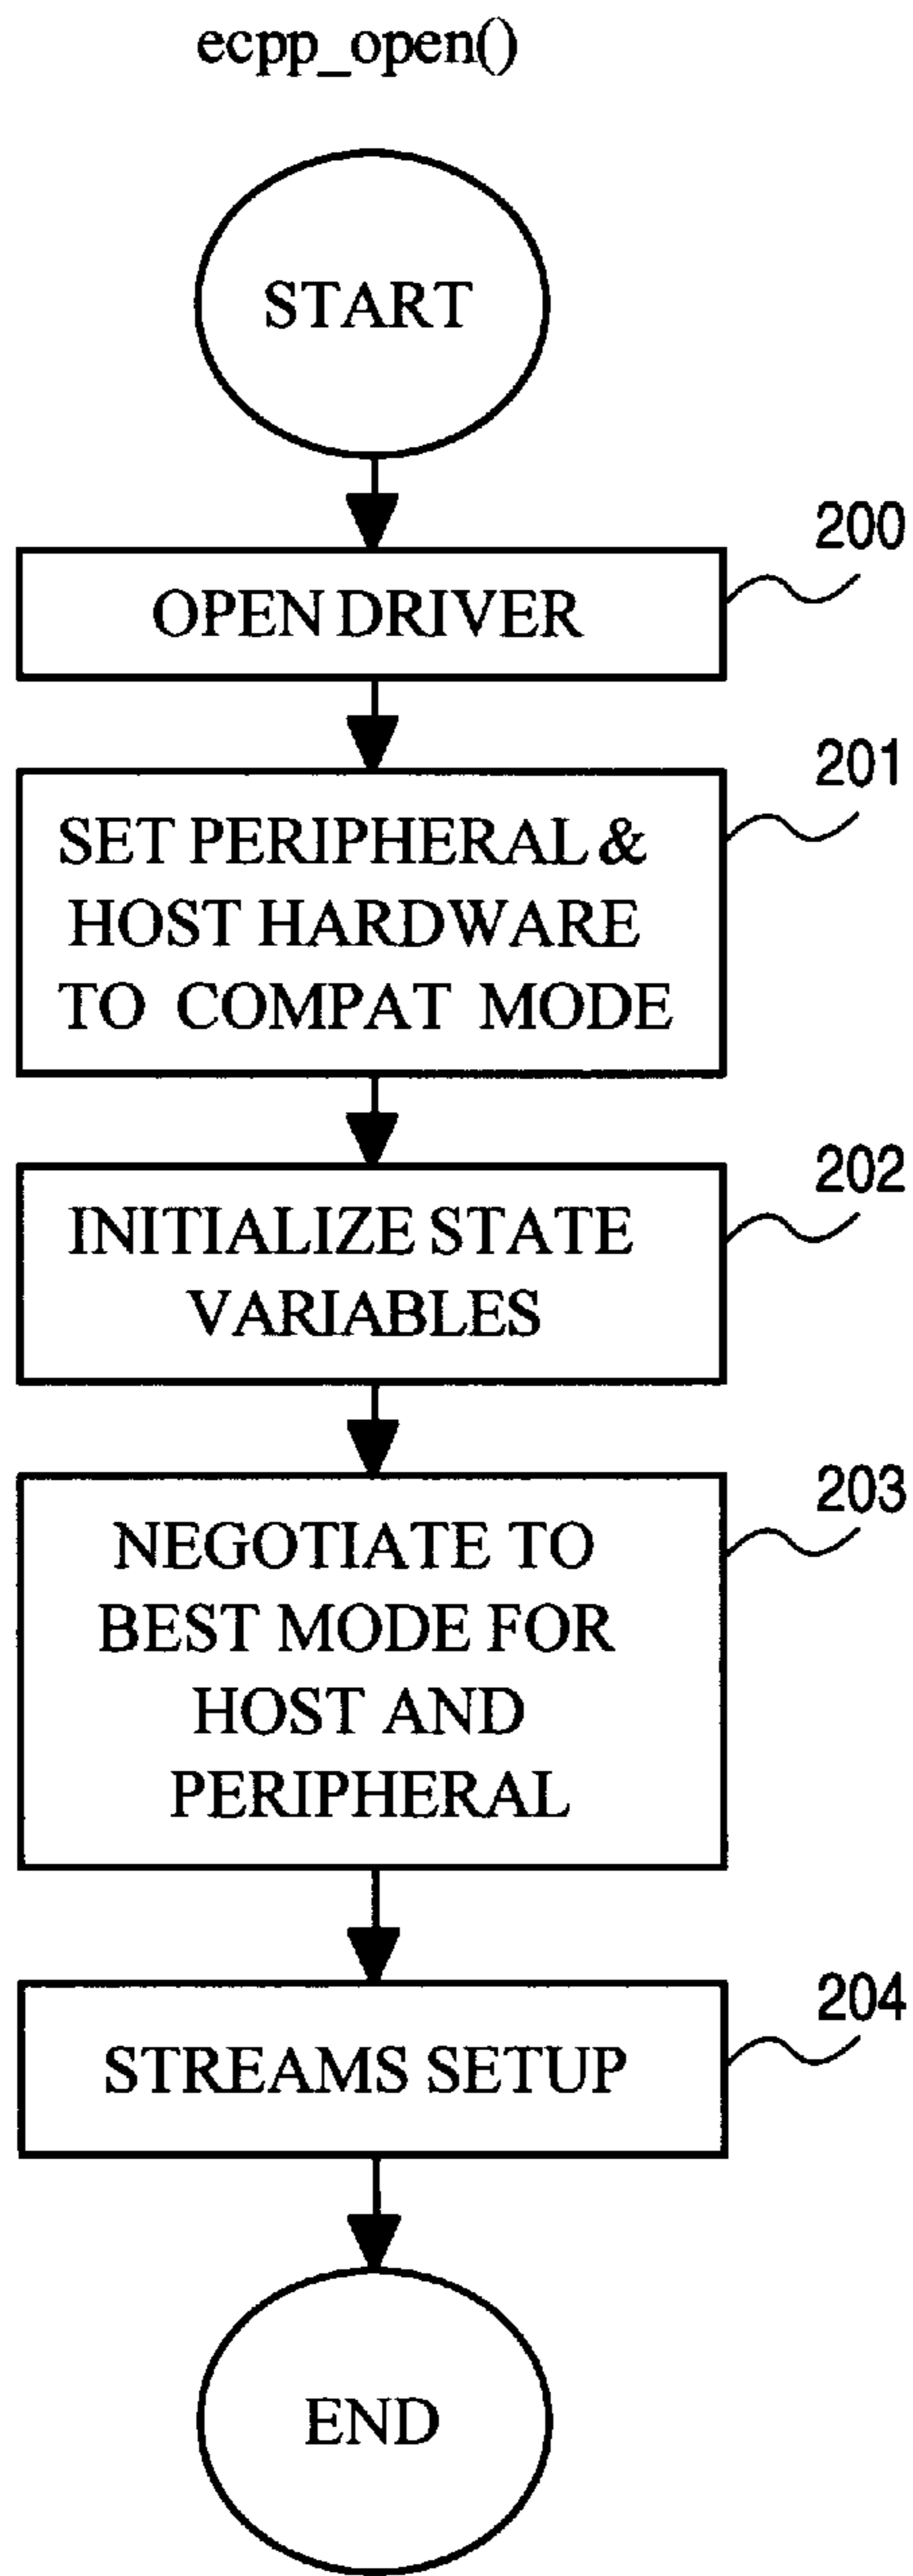 ecpp_open()
START
200
OPEN DRIVER
201
SET PERIPHERAL &
HOST HARDWARE
TO COMPAT MODE
202
INITIALIZE STATE
VARIABLES
203
NEGOTIATE TO
BEST MODE FOR
HOST AND
PERIPHERAL
204
STREAMS SETUP
END